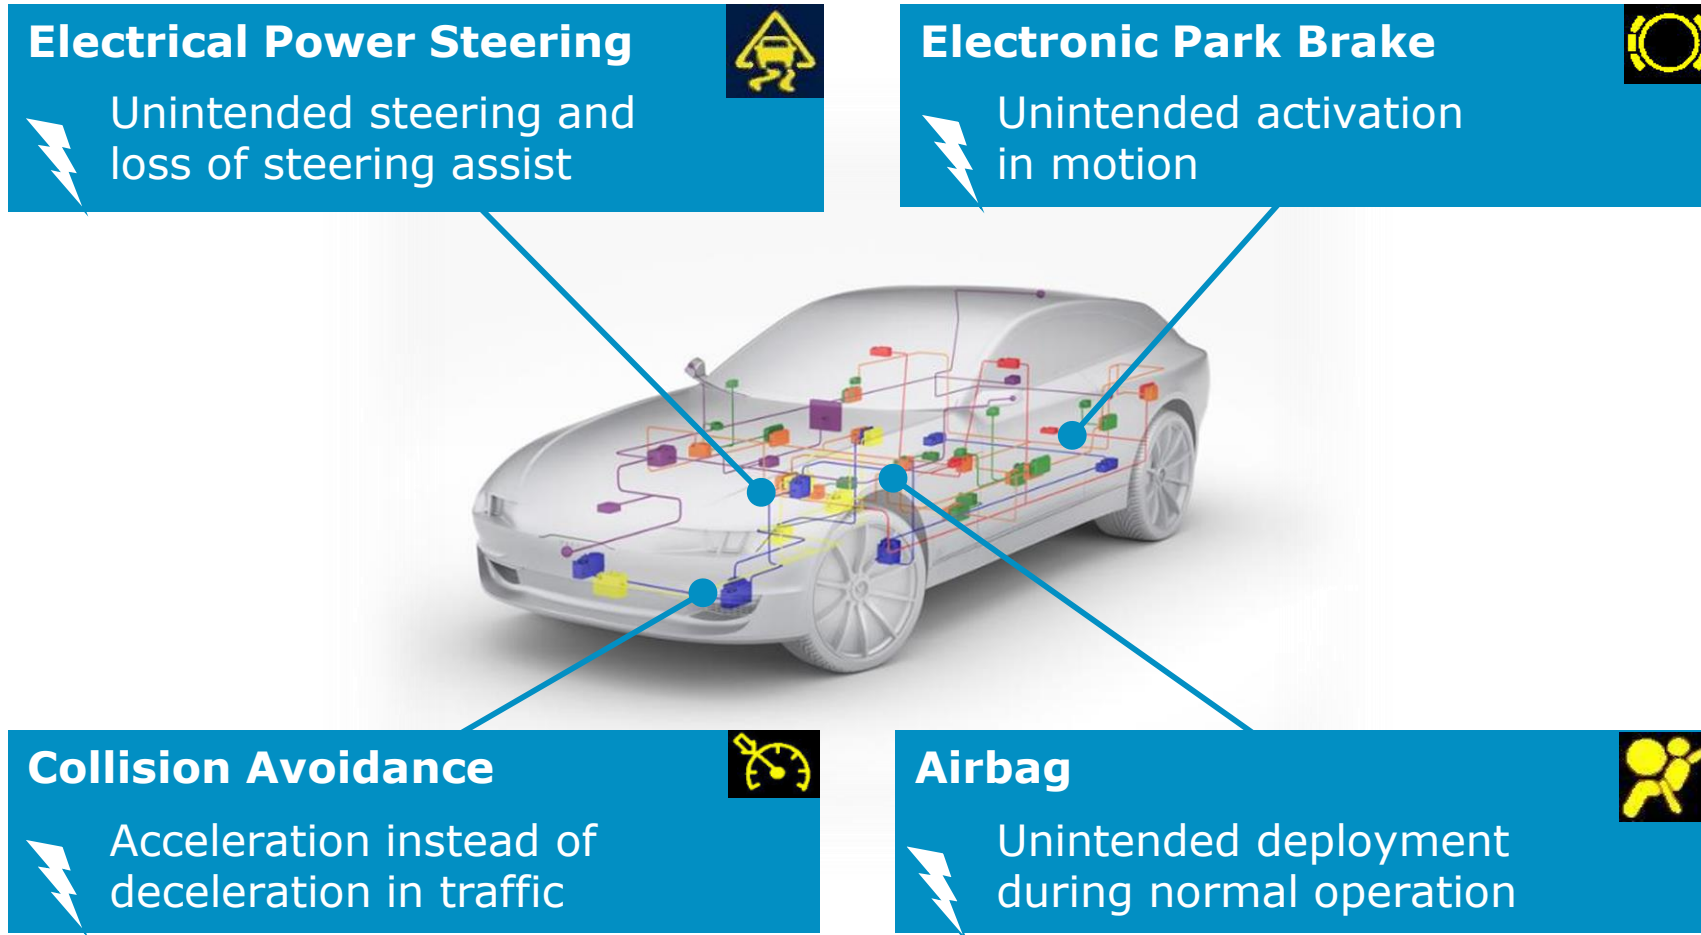 Electrical Power Steering
Unintended steering and
loss of steering assist
Electronic Park Brake
Unintended activation
in motion
Collision Avoidance
Acceleration instead of
deceleration in traffic
Airbag
Unintended deployment
during normal operation